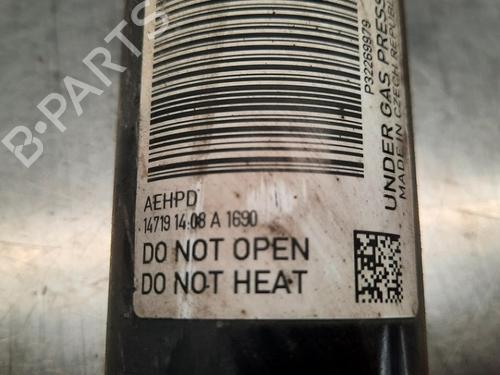 P32269979
UNDER GAS PRESS
MADE IN CZECH REPUBL
AEHPD
14719 14:08 A 1690
DO NOT OPEN
DO NOT HEAT
B-PARTS